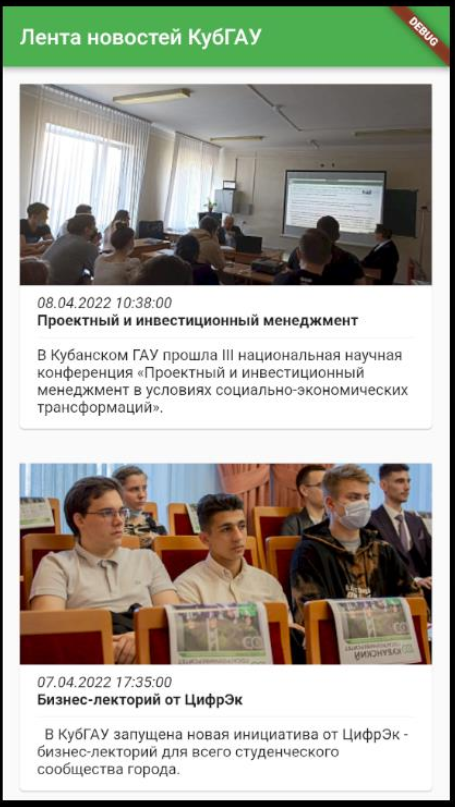 Лента новостей КубГАУ
DEBUG
08.04.2022 10:38:00
Проектный и инвестиционный менеджмент
В Кубанском ГАУ прошла III национальная научная
конференция «Проектный и инвестиционный
менеджмент в условиях социально-экономических
трансформаций».
КУБАНСКИЙ
07.04.2022 17:35:00
Бизнес-лекторий от ЦифрЭк
В КубГАУ запущена новая инициатива от ЦифрЭк -
бизнес-лекторий для всего студенческого
сообщества города.